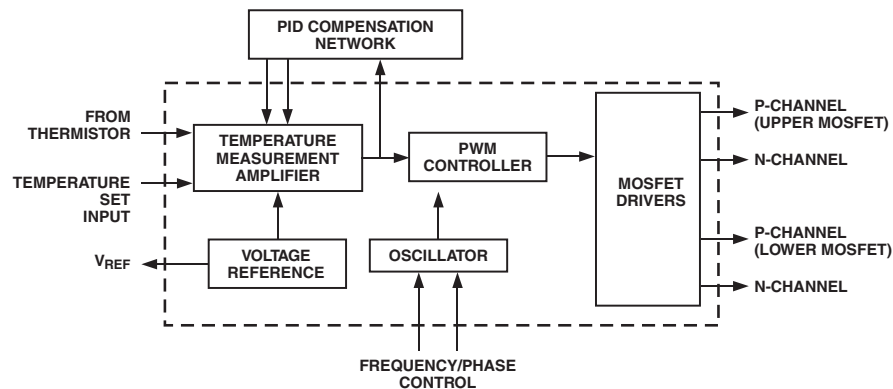 PID COMPENSATION
NETWORK
FROM
THERMISTOR
TEMPERATURE
MEASUREMENT
AMPLIFIER
PWM
CONTROLLER
MOSFET
DRIVERS
P-CHANNEL
(UPPER MOSFET)
N-CHANNEL
TEMPERATURE
SET
INPUT
VREF
VOLTAGE
REFERENCE
OSCILLATOR
P-CHANNEL
(LOWER MOSFET)
N-CHANNEL
FREQUENCY/PHASE
CONTROL